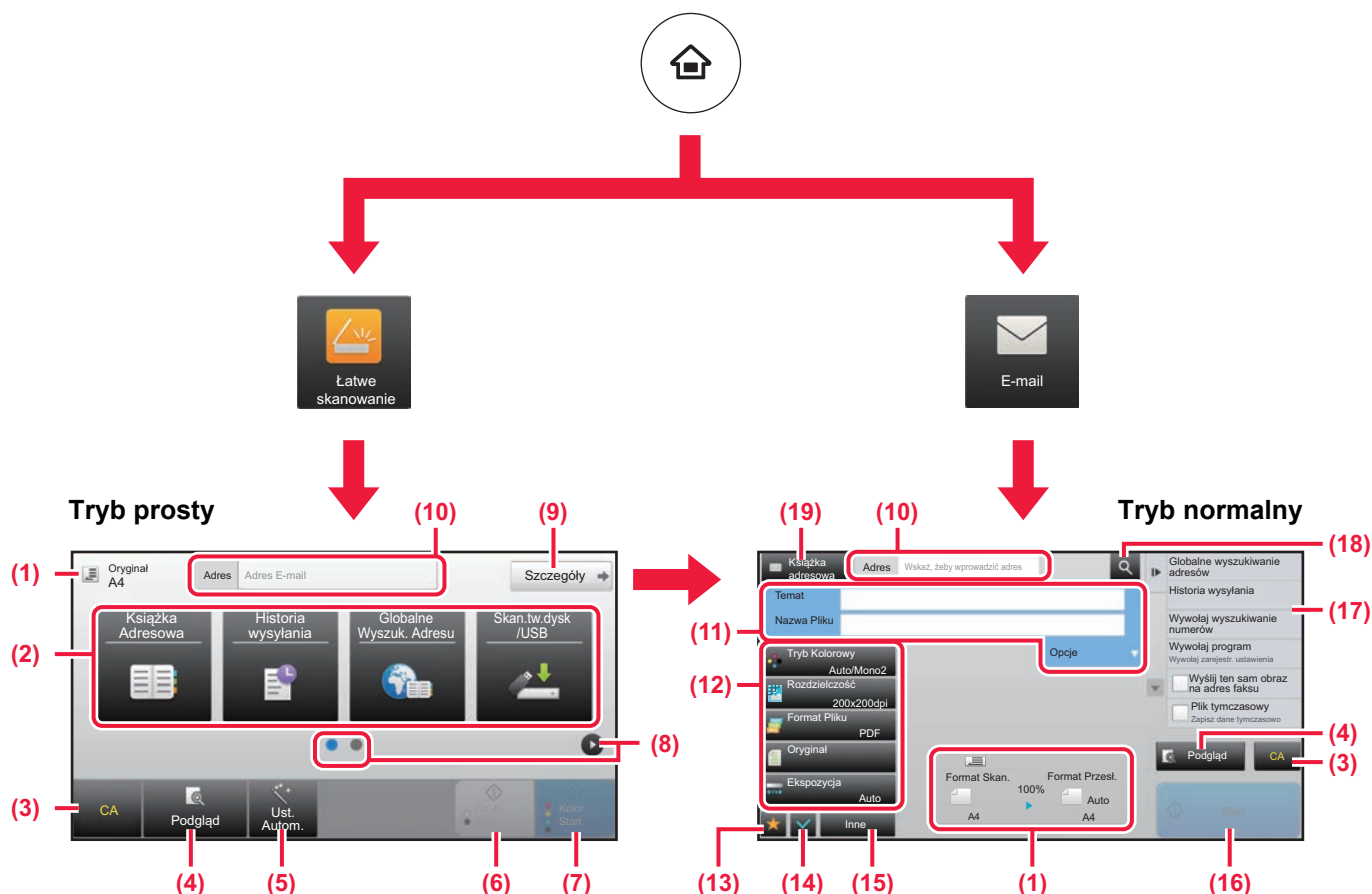 Łatwe
skanowanie
E-mail
Tryb prosty
(10)
(9)
(1)
Oryginał
A4
Adres
Adres E-mail
Szczegóły
(2)
Książka
Adresowa
Historia
wysyłania
Globalne
Wyszuk. Adresu
Skan.tw.dysk
/USB
(8)
(3)
CA
Podgląd
Ust.
Autom.
Kolor
Start
(4)
(5)
(6)
(7)
Tryb normalny
(19)
(10)
(18)
Książka
adresowa
Adres
Wskaż, żeby wprowadzić adres
Globalne wyszukiwanie
adresów
Historia wysyłania
(17)
Temat
Nazwa Pliku
(11)
Opcje
Wywołaj wyszukiwanie
numerów
Wywołaj program
Wywołaj zarejestr. ustawienia
Wyślij ten sam obraz
na adres faksu
Plik tymczasowy
Zapisz dane tymczasowo
(12)
Tryb Kolorowy
Auto/Mono2
Rozdzielczość
200x200dpi
Format Pliku
PDF
Oryginał
Ekspozycja
Auto
Format Skan.
100%
Format Przesł.
A4
Auto
A4
(4)
Podgląd
CA
(3)
Inne
Start
(13)
(14)
(15)
(1)
(16)